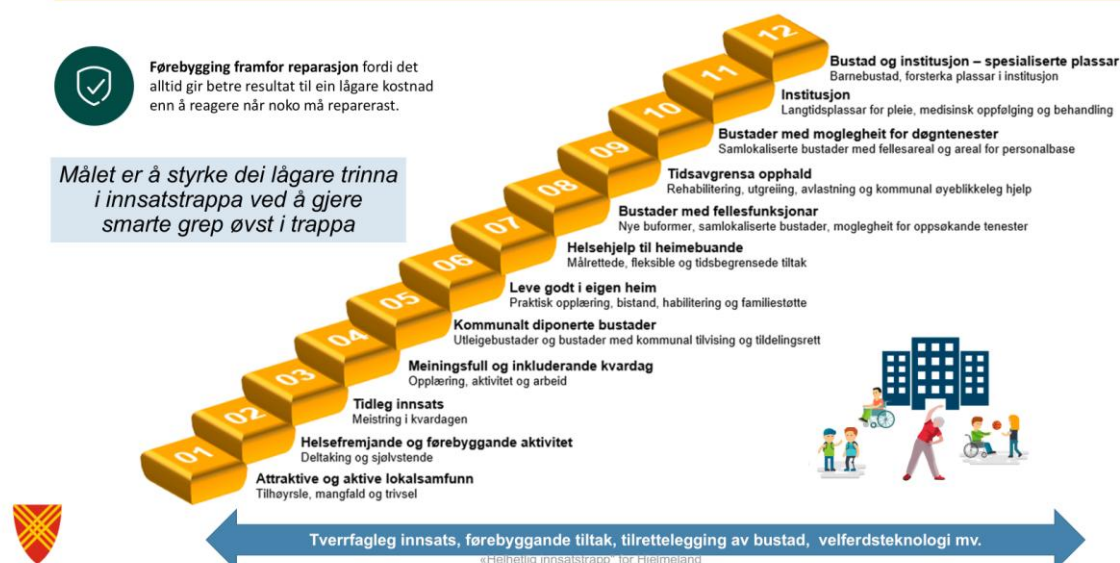 Førebygging framfor reparasjon fordi det
alltid gir betre resultat til ein lågare kostnad
enn å reagere når noko må reparerast.
Målet er å styrke dei lågare trinna
i innsatstrappa ved å gjere
smarte grep øvst i trappa
12
Bustad og institusjon – spesialiserte plassar
Barnebustad, forsterka plassar i institusjon
11
Institusjon
Langtidsplassar for pleie, medisinsk oppfølging og behandling
10
Bustader med moglegheit for døgntenester
Samlokaliserte bustader med fellesareal og areal for personalbase
09
Tidsavgrensa opphald
Rehabilitering, utgreiing, avlastning og kommunal øyeblikkeleg hjelp
08
Bustader med fellesfunksjonar
Nye buformer, samlokaliserte bustader, moglegheit for oppsøkande tenester
07
Helsehjelp til heimebuande
Målrettede, fleksible og tidsbegrensede tiltak
06
Leve godt i eigen heim
Praktisk opplæring, bistand, habilitering og familiestøtte
05
Kommunalt diponerte bustader
Utleigebustader og bustader med kommunal tilvising og tildelingsrett
04
Meiningsfull og inkluderande kvardag
Opplæring, aktivitet og arbeid
03
Tidleg innsats
Meistring i kvardagen
02
Helsefremjande og førebyggande aktivitet
Deltaking og sjølvstende
01
Attraktive og aktive lokalsamfunn
Tilhøyrsle, mangfald og trivsel
Tverrfagleg innsats, førebyggande tiltak, tilrettelegging av bustad, velferdsteknologi mv.
«Helhetlig innsatstrapp" for Hjelmeland